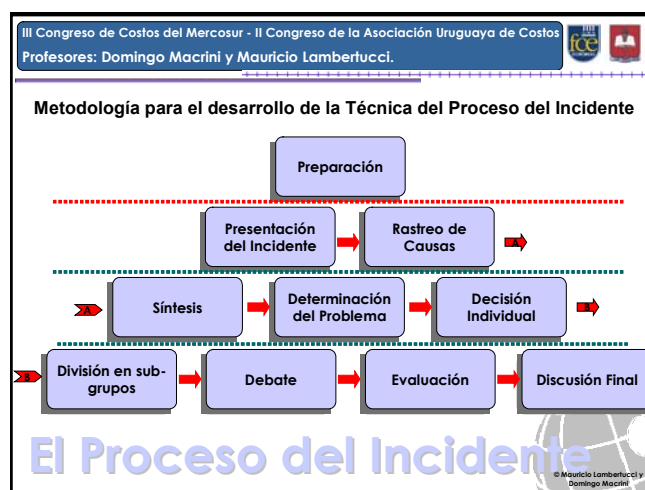 III Congreso de Costos del Mercosur - II Congreso de la Asociación Uruguaya de Costos
Profesores: Domingo Macrini y Mauricio Lambertucci.
fce
Metodología para el desarrollo de la Técnica del Proceso del Incidente
Preparación
Presentación
del Incidente
Rastreo de
Causas
A
A
Síntesis
Determinación
del Problema
Decisión
Individual
B
B
División en sub-
grupos
Debate
Evaluación
Discusión Final
El Proceso del Incidente
© Mauricio Lambertucci y
Domingo Macrini